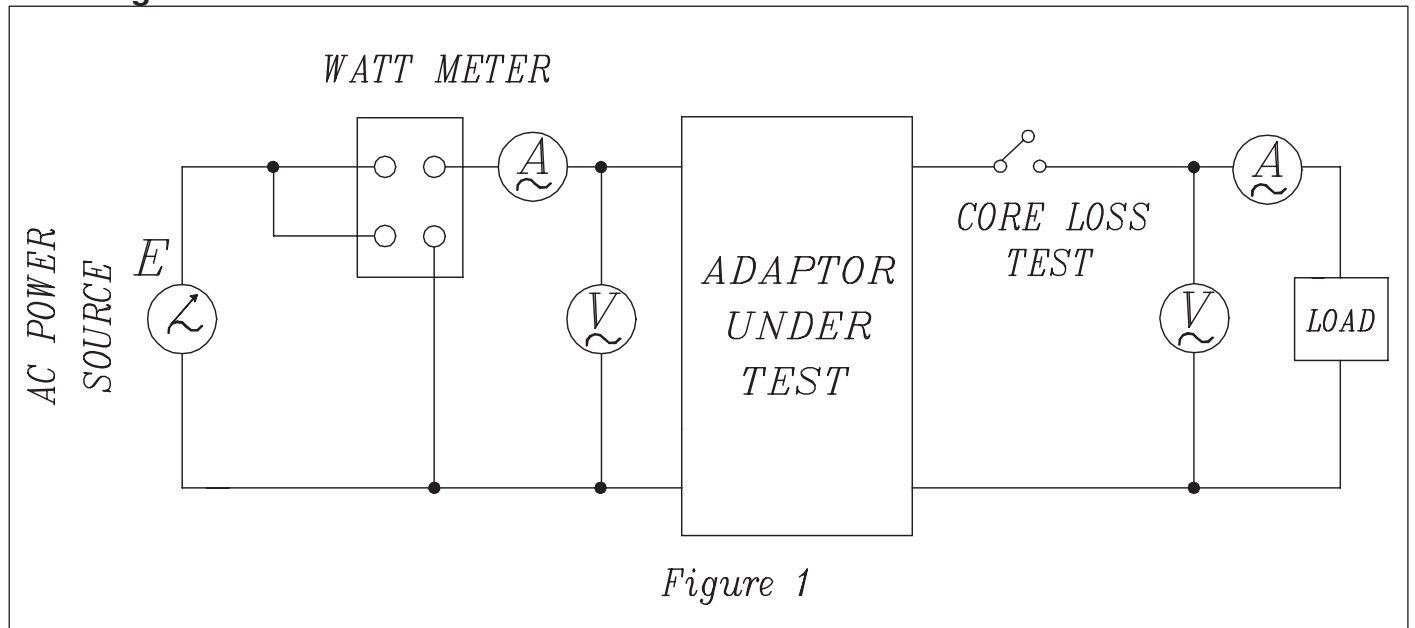 WATT METER
AC POWER
SOURCE
E
A
V
ADAPTOR
UNDER
TEST
CORE LOSS
TEST
V
A
LOAD
Figure 1